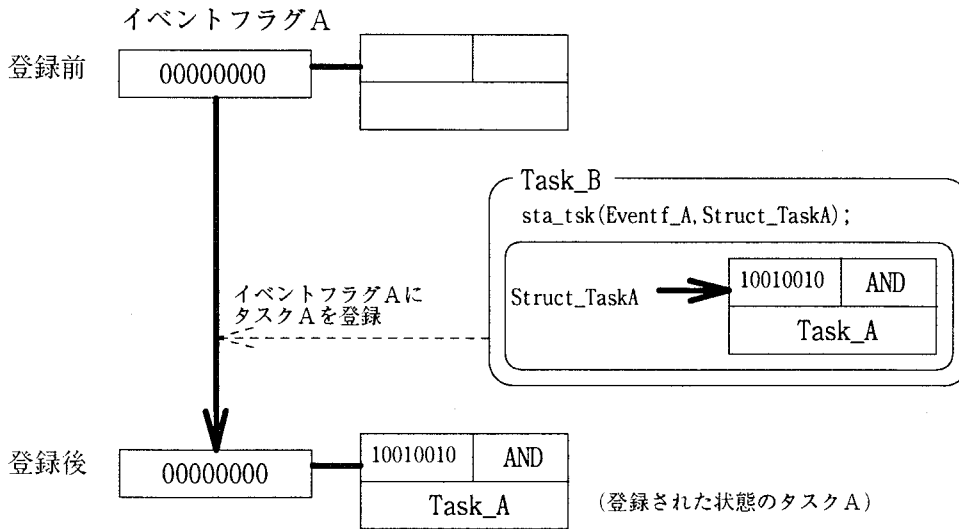 イベントフラグA
登録前
00000000
Task_B
sta_tsk(Eventf_A,Struct_TaskA);
イベントフラグAに
タスクAを登録
Struct_TaskA
10010010
AND
Task_A
登録後
00000000
10010010
AND
Task_A
(登録された状態のタスクA)